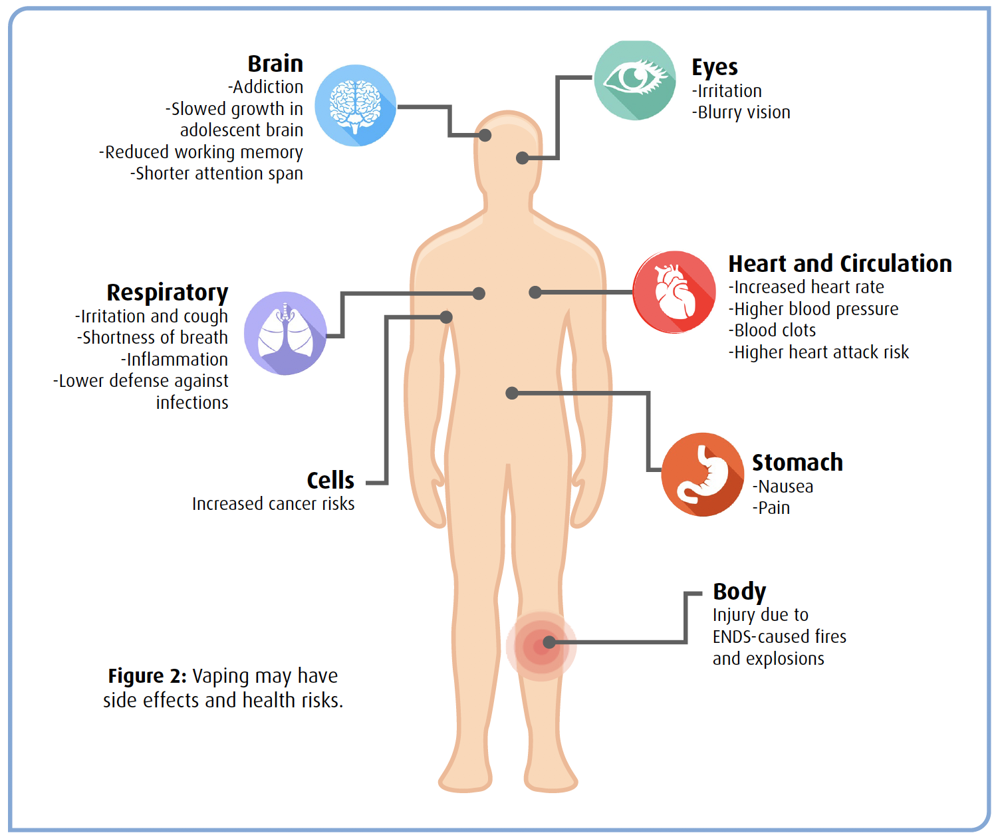 Brain
-Addiction
-Slowed growth in
adolescent brain
-Reduced working memory
-Shorter attention span
Eyes
-Irritation
-Blurry vision
Respiratory
-Irritation and cough
-Shortness of breath
-Inflammation
-Lower defense against
infections
Heart and Circulation
-Increased heart rate
-Higher blood pressure
-Blood clots
-Higher heart attack risk
Cells
Increased cancer risks
Stomach
-Nausea
-Pain
Body
Injury due to
ENDS-caused fires
and explosions
Figure 2: Vaping may have
side effects and health risks.